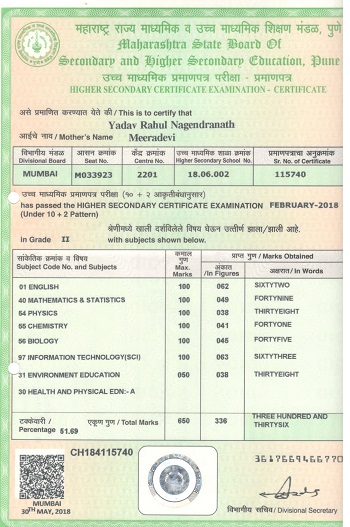 महाराष्ट्र राज्य माध्यमिक व उच्च माध्यमिक शिक्षण मंडळ, पुणे
Maharashtra State Board Of
Secondary and Higher Secondary Education, Pune
उच्च माध्यमिक प्रमाणपत्र परीक्षा - प्रमाणपत्र
HIGHER SECONDARY CERTIFICATE EXAMINATION - CERTIFICATE
असे प्रमाणित करण्यात येते की / This is to certify that
Yadav Rahul Nagendranath
आईचे नाव / Mother's Name Meeradevi
विभागीय मंडळ आसन क्रमांक केंद्र क्रमांक उच्च माध्यमिक शाळा क्रमांक प्रमाणपत्राचा अनुक्रमांक
Divisional Board Seat No. Centre No. Higher Secondary School No. Sr. No. of Certificate
MUMBAI M033923 2201 18.06.002 115740
उच्च माध्यमिक प्रमाणपत्र परीक्षा (१० + २ आकृतीबंधानुसार)
has passed the HIGHER SECONDARY CERTIFICATE EXAMINATION FEBRUARY-2018
(Under 10 + 2 Pattern)
श्रेणीमध्ये खाली दर्शविलेले विषय घेऊन उत्तीर्ण झाला/झाली आहे.
in Grade II with subjects shown below.
सांकेतिक क्रमांक व विषय कमाल गुण प्राप्त गुण / Marks Obtained
Subject Code No. and Subjects Max. Marks अंकात /In Figures अक्षरात / In Words
01 ENGLISH 100 062 SIXTYTWO
40 MATHEMATICS & STATISTICS 100 049 FORTYNINE
54 PHYSICS 100 038 THIRTYEIGHT
55 CHEMISTRY 100 041 FORTYONE
56 BIOLOGY 100 045 FORTYFIVE
97 INFORMATION TECHNOLOGY(SCI) 100 063 SIXTYTHREE
31 ENVIRONMENT EDUCATION 050 038 THIRTYEIGHT
30 HEALTH AND PHYSICAL EDN:- A
टक्केवारी / Percentage 51.69 एकूण गुण / Total Marks 650 336 THREE HUNDRED AND
THIRTYSIX
CH184115740
MUMBAI
30TH MAY, 2018
विभागीय सचिव / Divisional Secretary